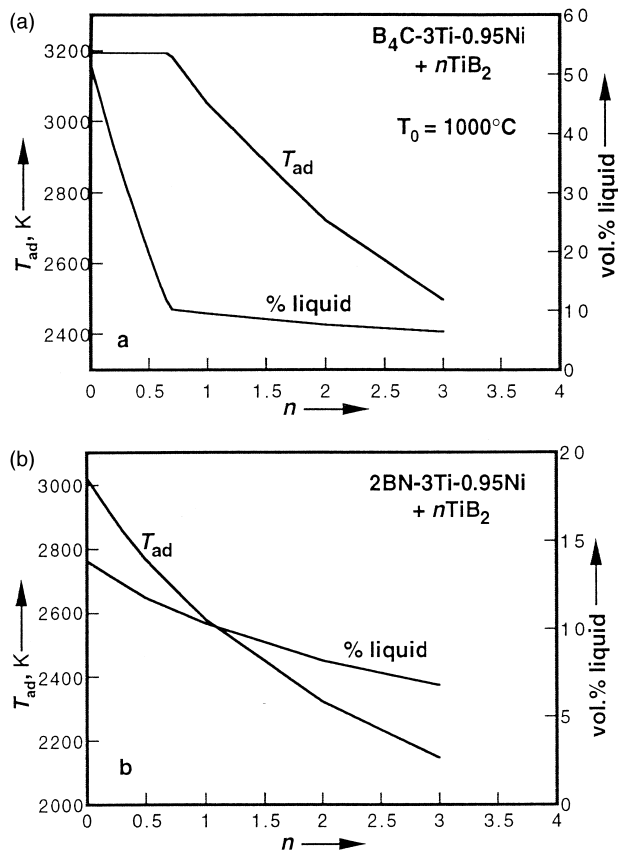 (a)
B₄C-3Ti-0.95Ni
+ nTiB₂
T₀ = 1000°C
Tad
% liquid
a
Tad, K
3200
3000
2800
2600
2400
60
50
40
30
20
10
0
vol.% liquid
0 0.5 1 1.5 2 2.5 3 3.5 4
n
(b)
2BN-3Ti-0.95Ni
+ nTiB₂
Tad
% liquid
b
Tad, K
3000
2800
2600
2400
2200
2000
20
15
10
5
0
vol.% liquid
0 0.5 1 1.5 2 2.5 3 3.5 4
n